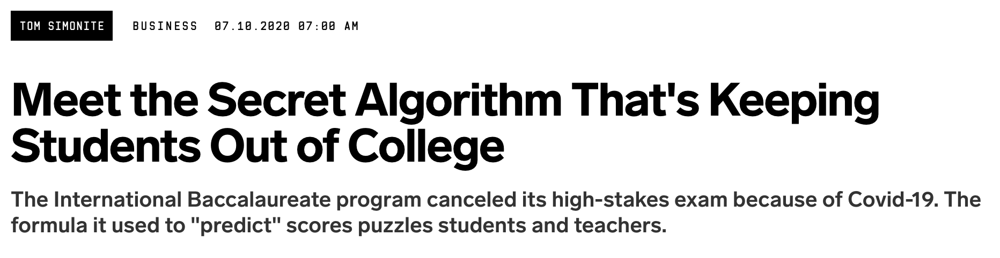 TOM SIMONITE BUSINESS 07.10.2020 07:00 AM
Meet the Secret Algorithm That's Keeping
Students Out of College
The International Baccalaureate program canceled its high-stakes exam because of Covid-19. The
formula it used to "predict" scores puzzles students and teachers.